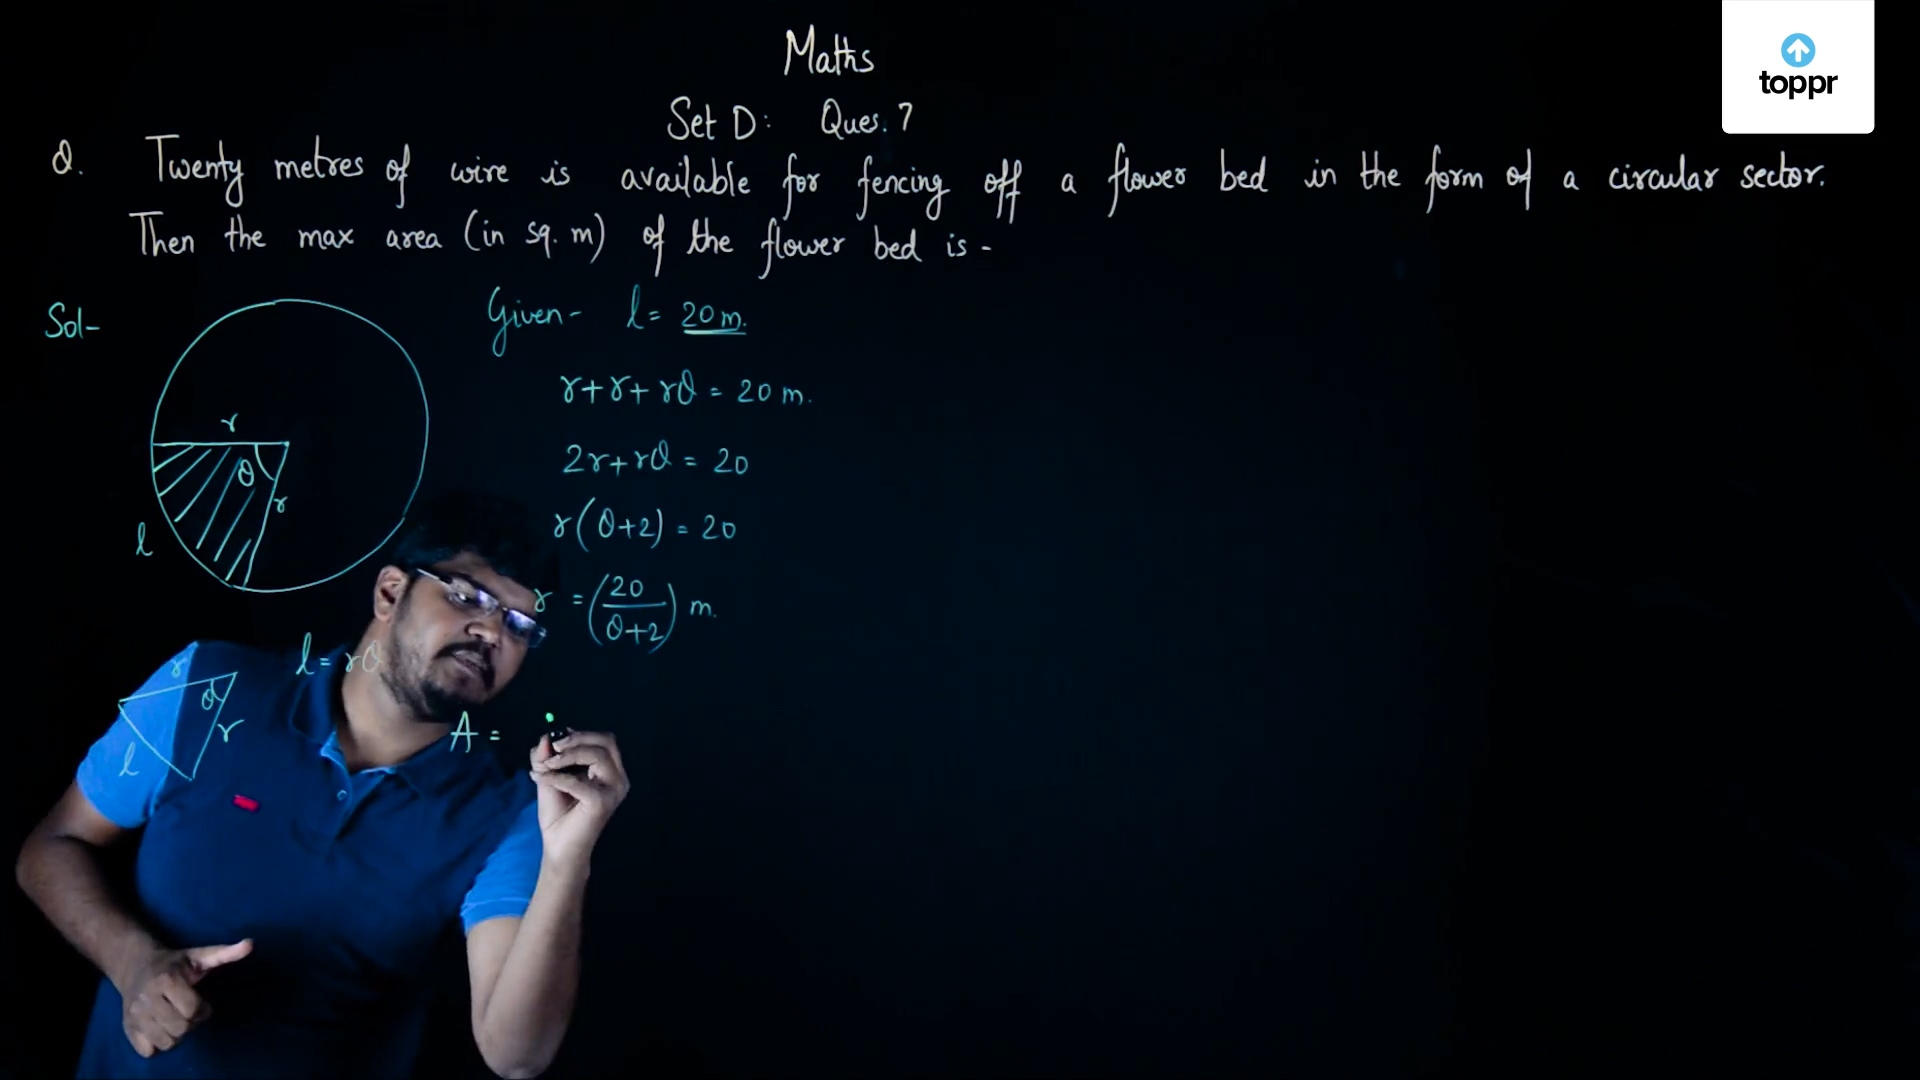 Maths
toppr
Set D: Ques. 7
Q. Twenty metres of wire is available for fencing off a flower bed in the form of a circular sector.
Then the max area (in sq. m) of the flower bed is -
Sol- Given- l = 20 m.
r+r+rθ = 20 m.
r
2r+rθ = 20
θ
r
r(θ+2) = 20
l
r = (20/θ+2) m.
l = rθ
r
θ
r
A =
l